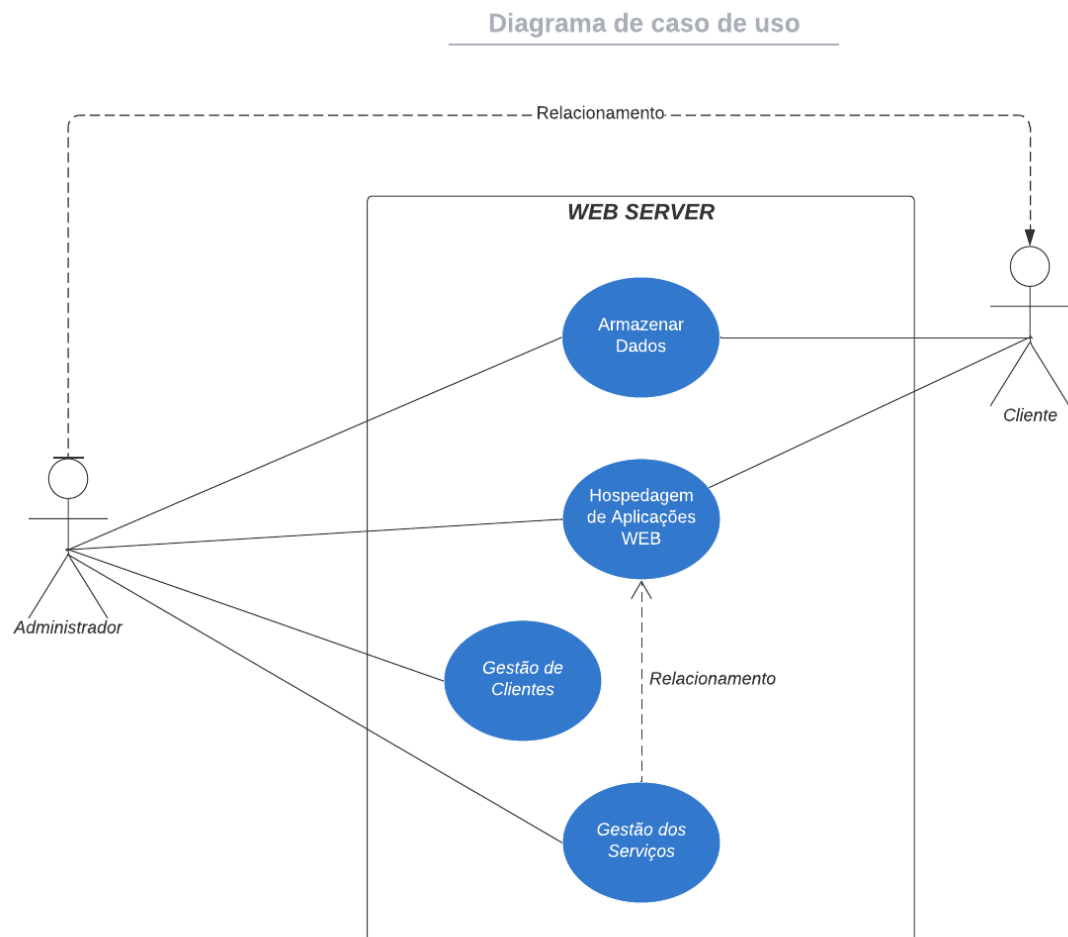 Diagrama de caso de uso
Relacionamento
WEB SERVER
Armazenar
Dados
Cliente
Hospedagem
de Aplicações
WEB
Administrador
Gestão de
Clientes
Relacionamento
Gestão dos
Serviços